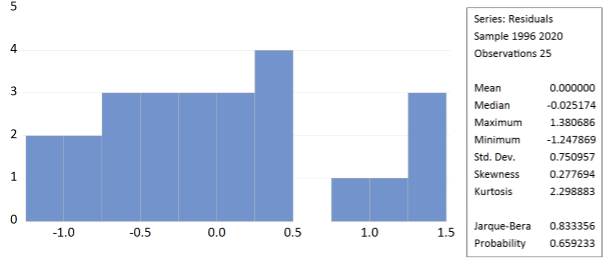 5
4
3
2
1
0
-1.0 -0.5 0.0 0.5 1.0 1.5
Series: Residuals
Sample 1996 2020
Observations 25
Mean 0.000000
Median -0.025174
Maximum 1.380686
Minimum -1.247869
Std. Dev. 0.750957
Skewness 0.277694
Kurtosis 2.298883
Jarque-Bera 0.833356
Probability 0.659233